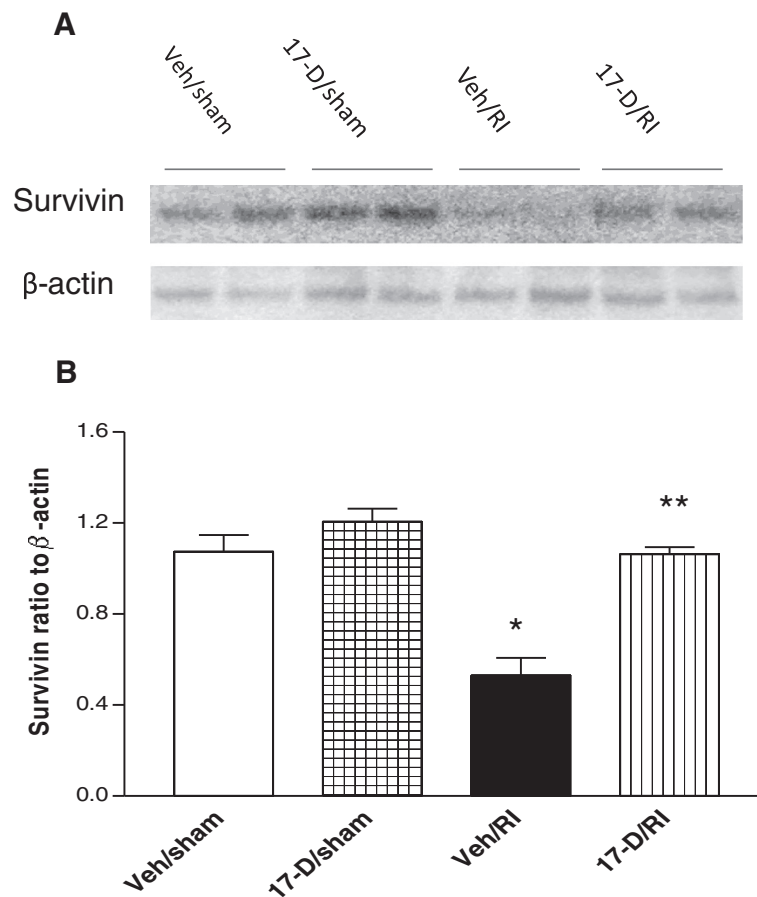 A
Veh/sham
17-D/sham
Veh/RI
17-D/RI
Survivin
β-actin
B
Survivin ratio to β -actin
1.6
1.2
0.8
0.4
0.0
*
**
Veh/sham
17-D/sham
Veh/RI
17-D/RI